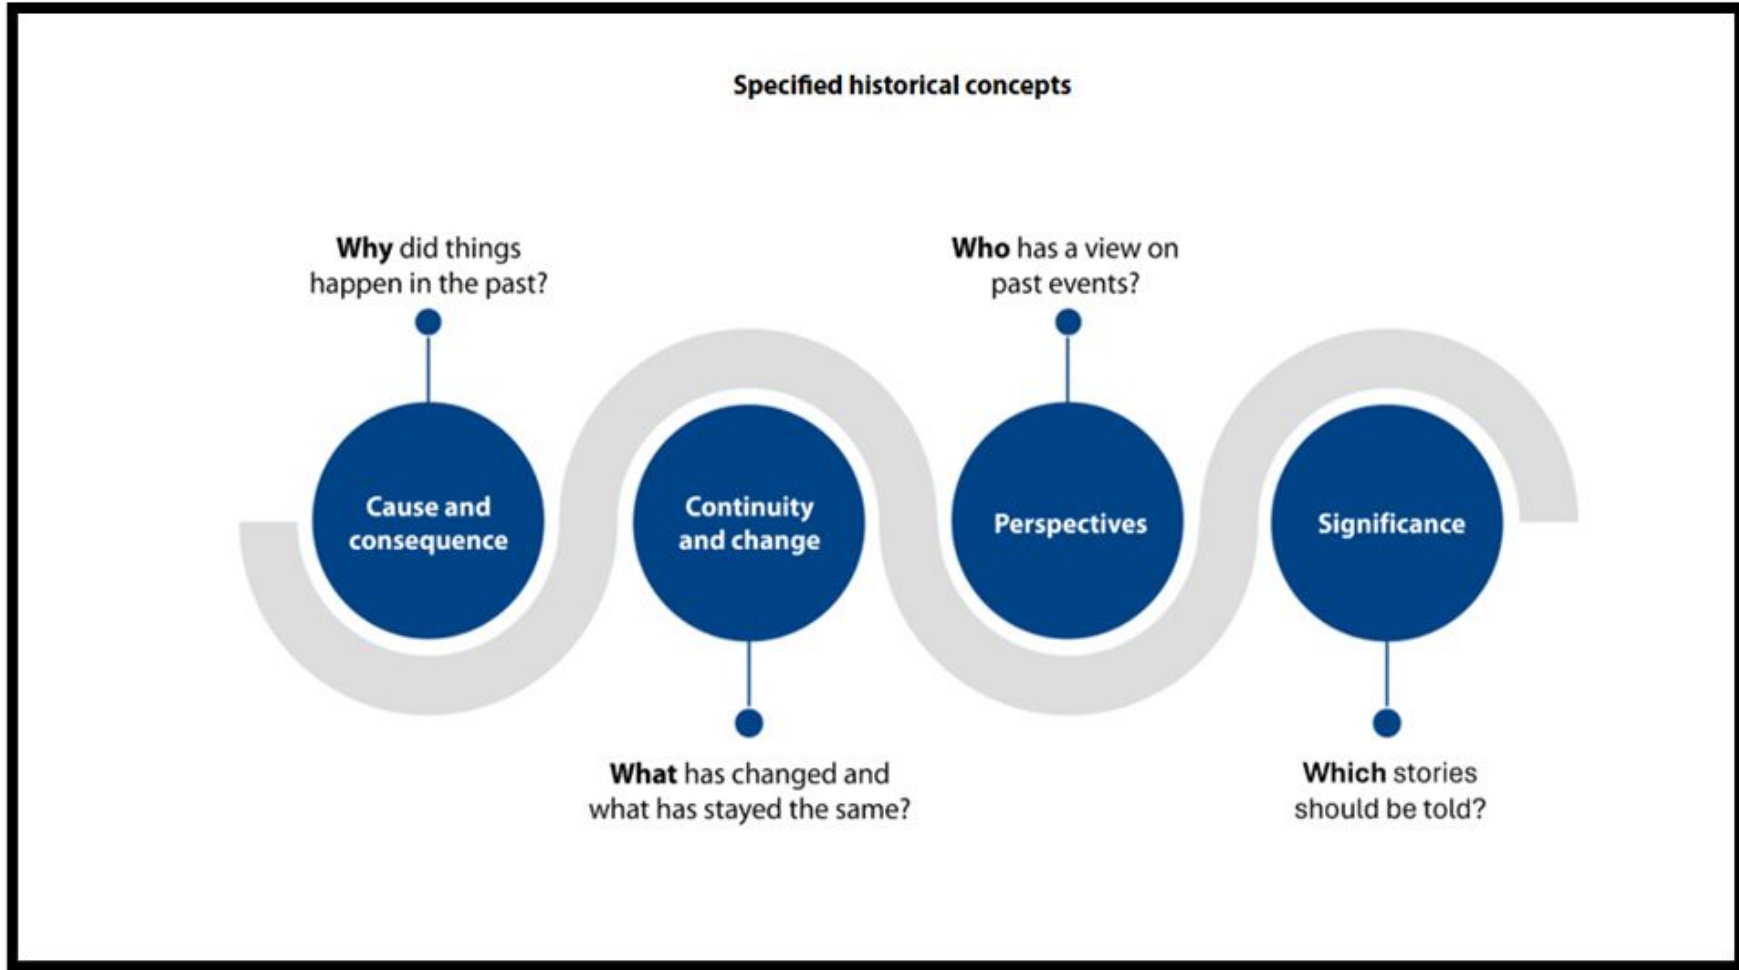 Specified historical concepts
Why did things
happen in the past?
Who has a view on
past events?
Cause and
consequence
Continuity
and change
Perspectives
Significance
What has changed and
what has stayed the same?
Which stories
should be told?